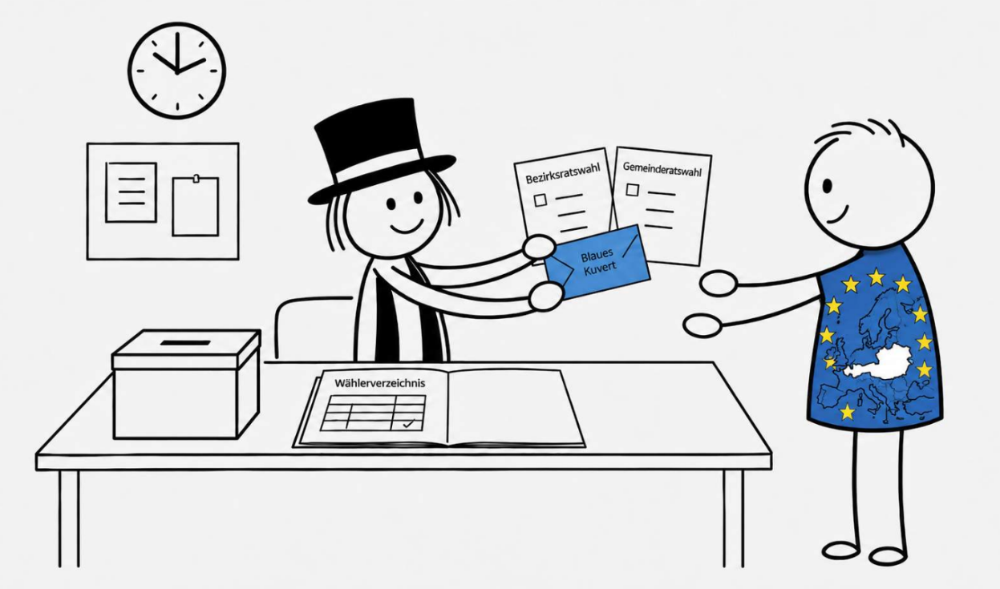 Bezirksratswahl
Gemeinderatswahl
Blaues
Kuvert
Wählerverzeichnis